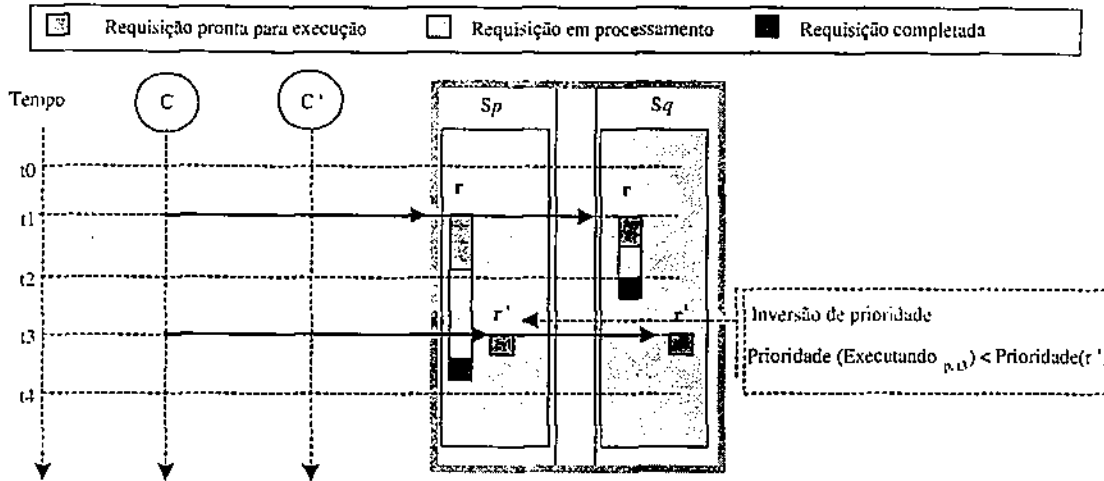 Requisição pronta para execução
Requisição em processamento
Requisição completada
Tempo
C
C'
Sp
Sq
t0
r
r
t1
t2
r'
r'
t3
t4
Inversão de prioridade
Prioridade (Executando p,t3) < Prioridade(r'